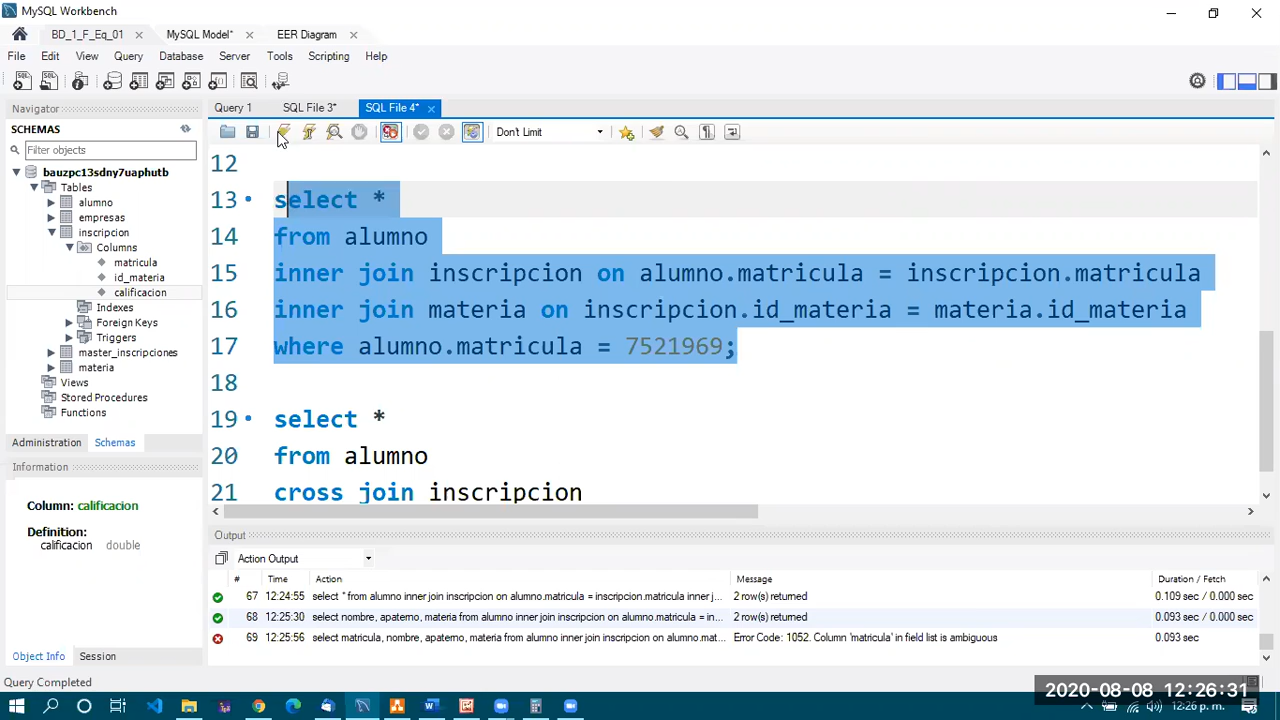 MySQL Workbench
BD_1_F_Eq_01
MySQL Model*
EER Diagram
File Edit View Query Database Server Tools Scripting Help
Navigator
Query 1
SQL File 3*
SQL File 4*
SCHEMAS
Don't Limit
Filter objects
bauzpc13sdny7uaphutb
Tables
alumno
empresas
inscripcion
Columns
matricula
id_materia
calificacion
Indexes
Foreign Keys
Triggers
master_inscripciones
materia
Views
Stored Procedures
Functions
Administration Schemas
Information
Column: calificacion
Definition:
calificacion double
Object Info Session
12
13 select *
14 from alumno
15 inner join inscripcion on alumno.matricula = inscripcion.matricula
16 inner join materia on inscripcion.id_materia = materia.id_materia
17 where alumno.matricula = 7521969;
18
19 select *
20 from alumno
21 cross join inscripcion
Output
Action Output
# Time Action Message Duration / Fetch
67 12:24:55 select * from alumno inner join inscripcion on alumno.matricula = inscripcion.matricula inner j... 2 row(s) returned 0.109 sec / 0.000 sec
68 12:25:30 select nombre, apaterno, materia from alumno inner join inscripcion on alumno.matricula = in... 2 row(s) returned 0.093 sec / 0.000 sec
69 12:25:56 select matricula, nombre, apaterno, materia from alumno inner join inscripcion on alumno.mat... Error Code: 1052. Column 'matricula' in field list is ambiguous 0.093 sec
Query Completed
2020-08-08 12:26:31
12:26 p. m.